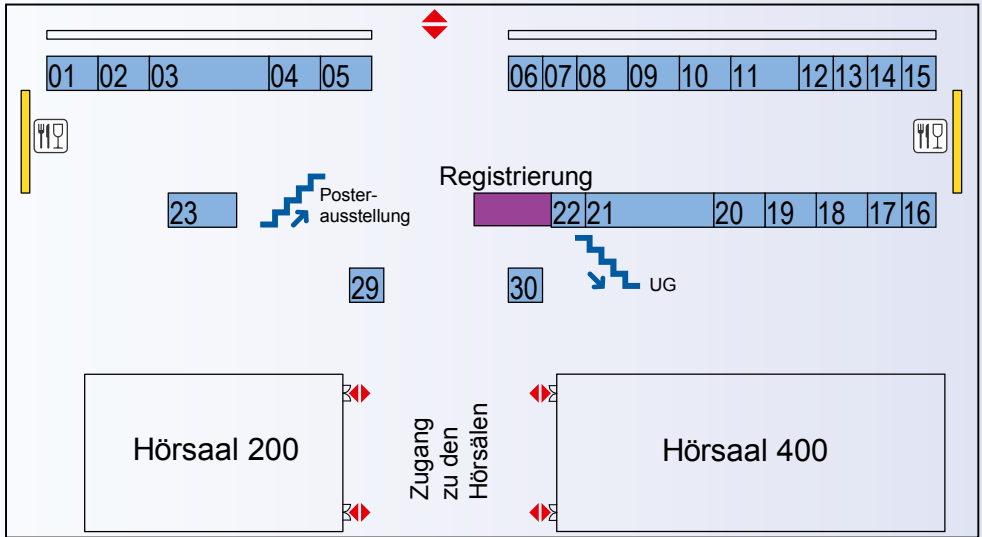 01 02 03 04 05 06 07 08 09 10 11 12 13 14 15
Registrierung
Poster-
ausstellung
23 22 21 20 19 18 17 16
29 30 UG
Hörsaal 200
Zugang
zu den
Hörsälen
Hörsaal 400